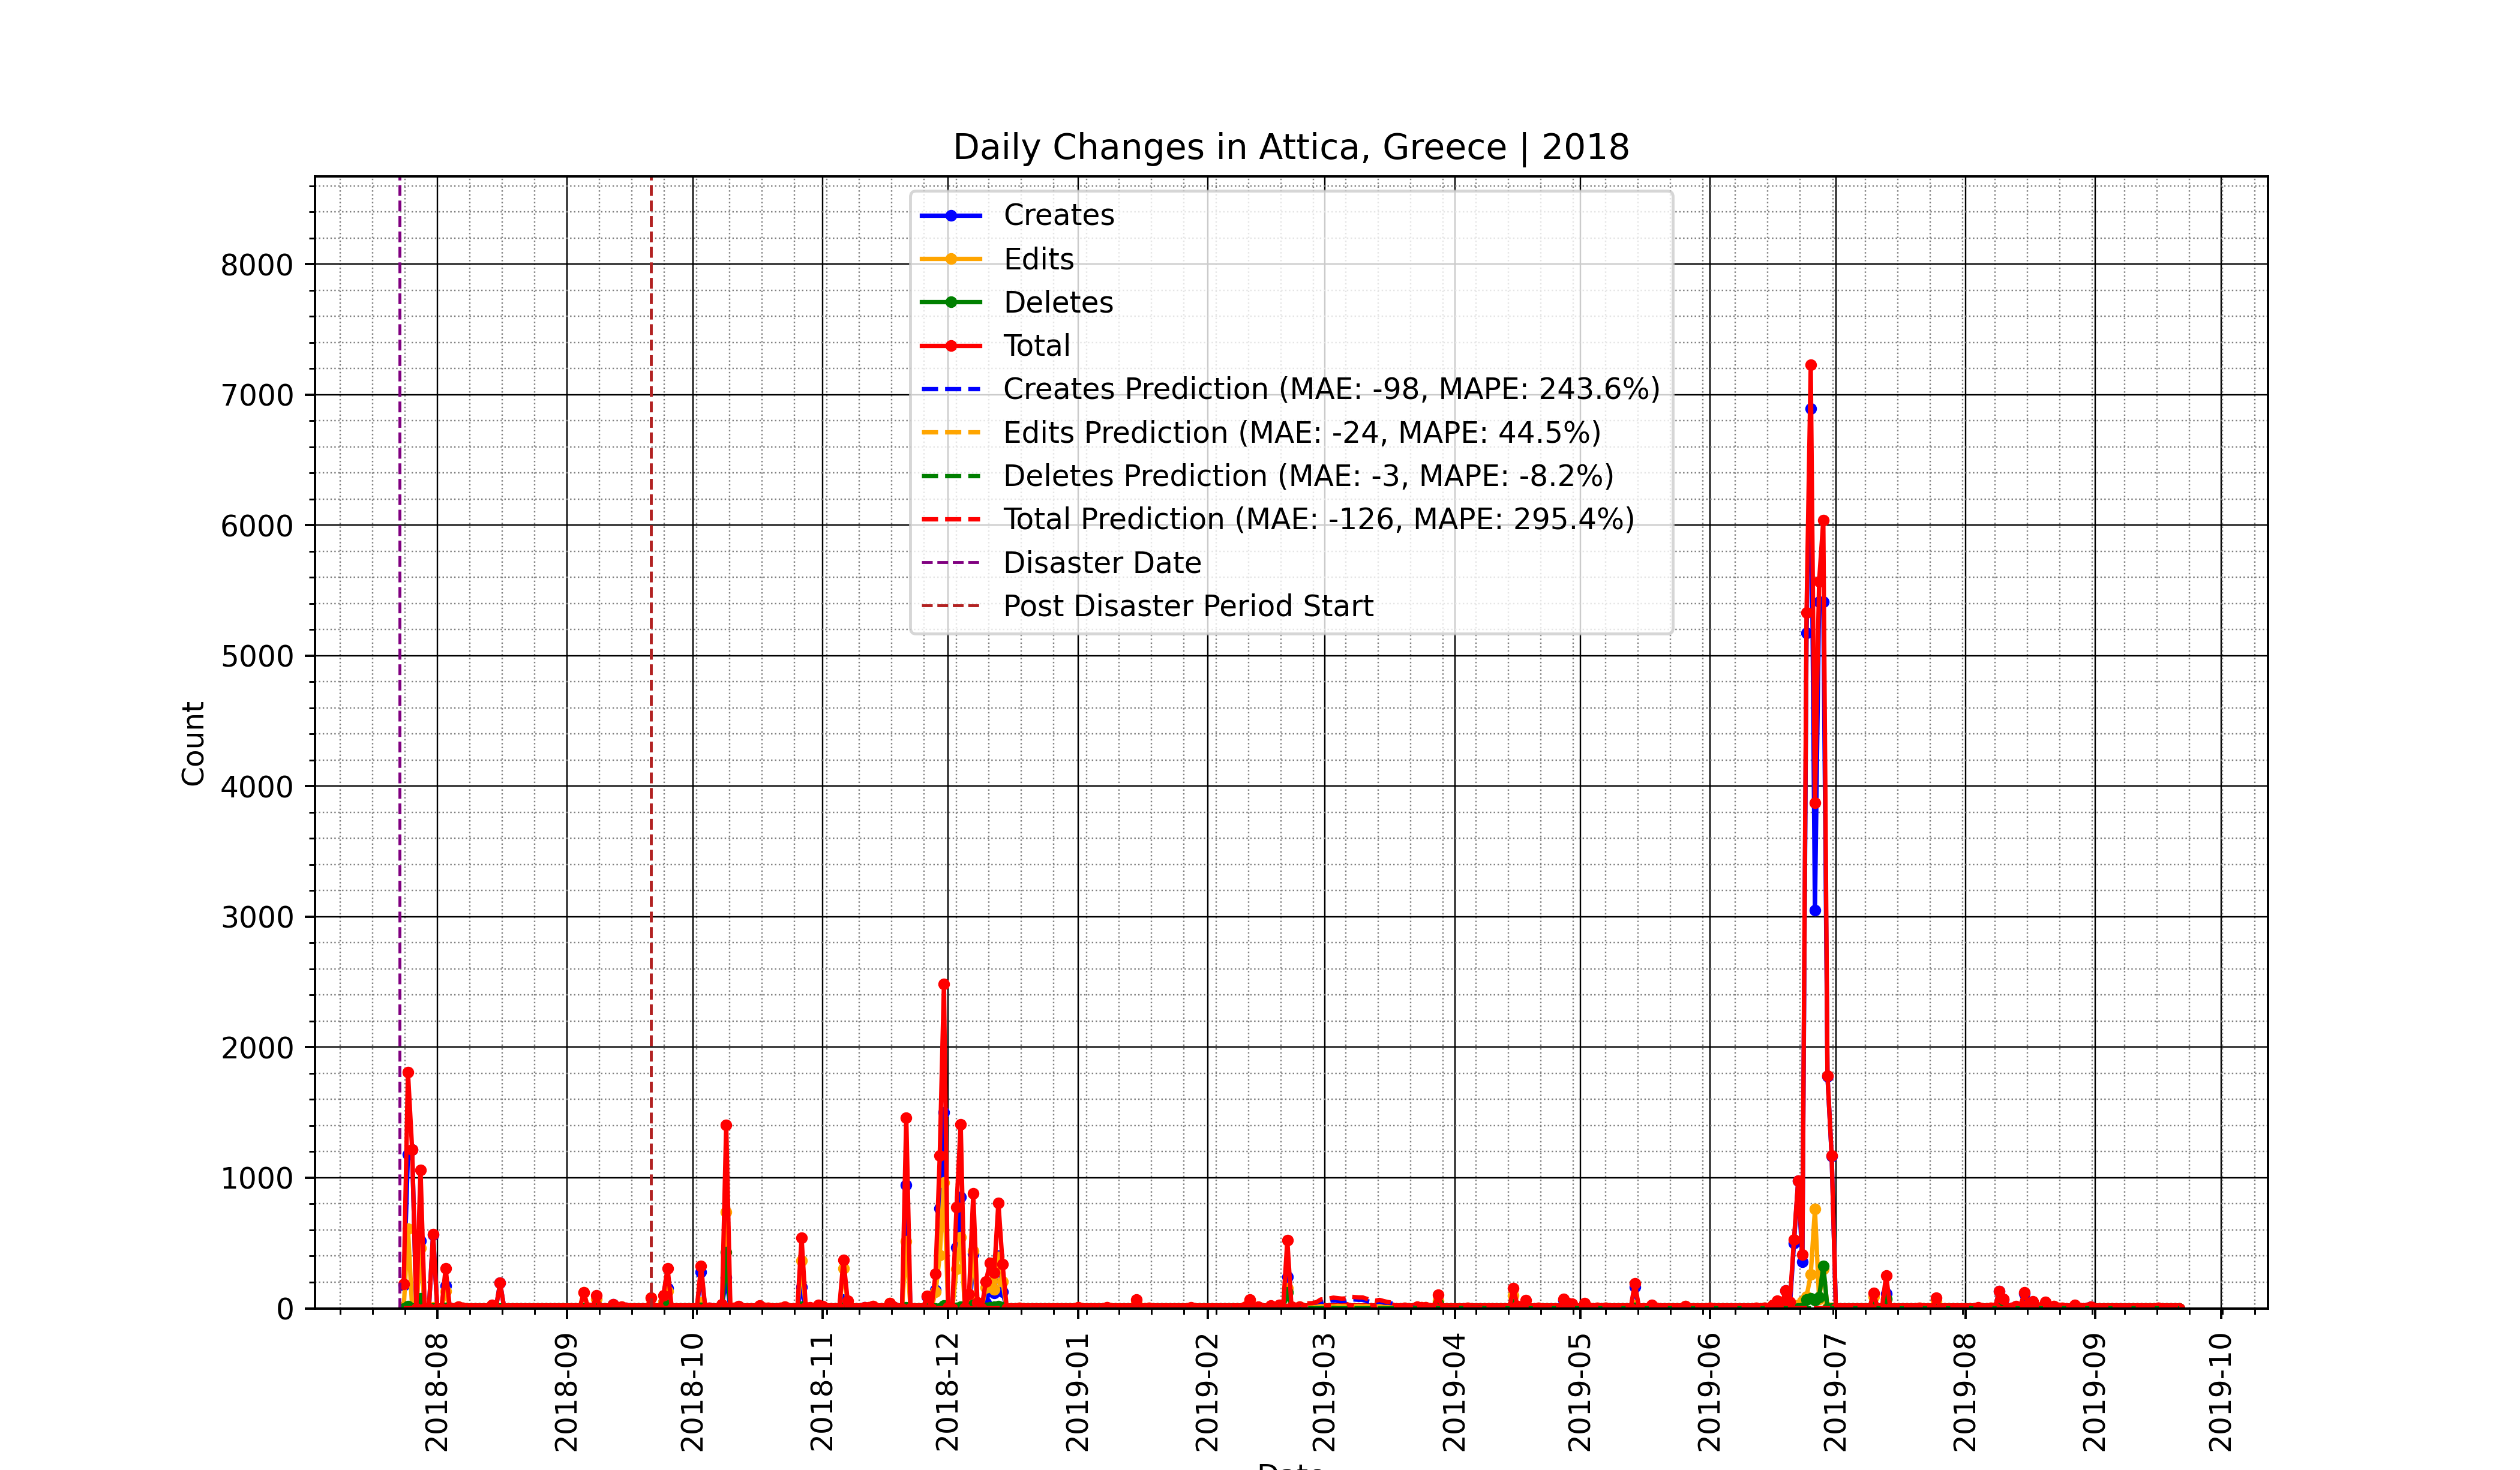 Daily Changes in Attica, Greece | 2018
Creates
Edits
Deletes
Total
Creates Prediction (MAE: -98, MAPE: 243.6%)
Edits Prediction (MAE: -24, MAPE: 44.5%)
Deletes Prediction (MAE: -3, MAPE: -8.2%)
Total Prediction (MAE: -126, MAPE: 295.4%)
Disaster Date
Post Disaster Period Start
Count
8000
7000
6000
5000
4000
3000
2000
1000
0
2018-08
2018-09
2018-10
2018-11
2018-12
2019-01
2019-02
2019-03
2019-04
2019-05
2019-06
2019-07
2019-08
2019-09
2019-10